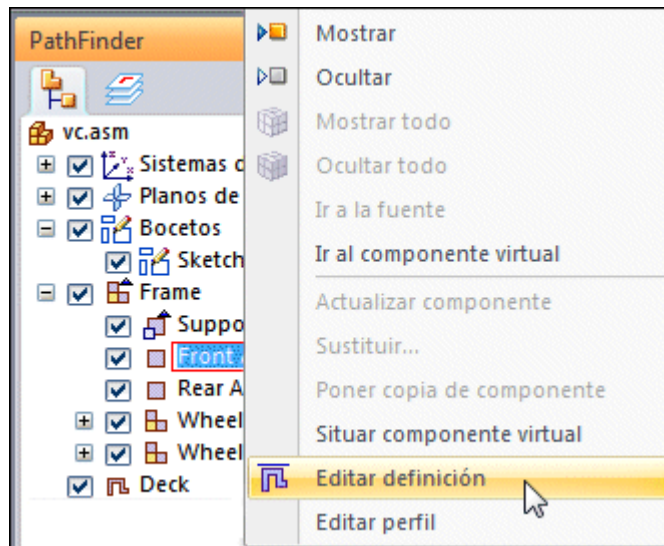 PathFinder
vc.asm
Sistemas d
Planos de
Bocetos
Sketch
Frame
Suppo
Front
Rear A
Wheel
Wheel
Deck
Mostrar
Ocultar
Mostrar todo
Ocultar todo
Ir a la fuente
Ir al componente virtual
Actualizar componente
Sustituir...
Poner copia de componente
Situar componente virtual
Editar definición
Editar perfil